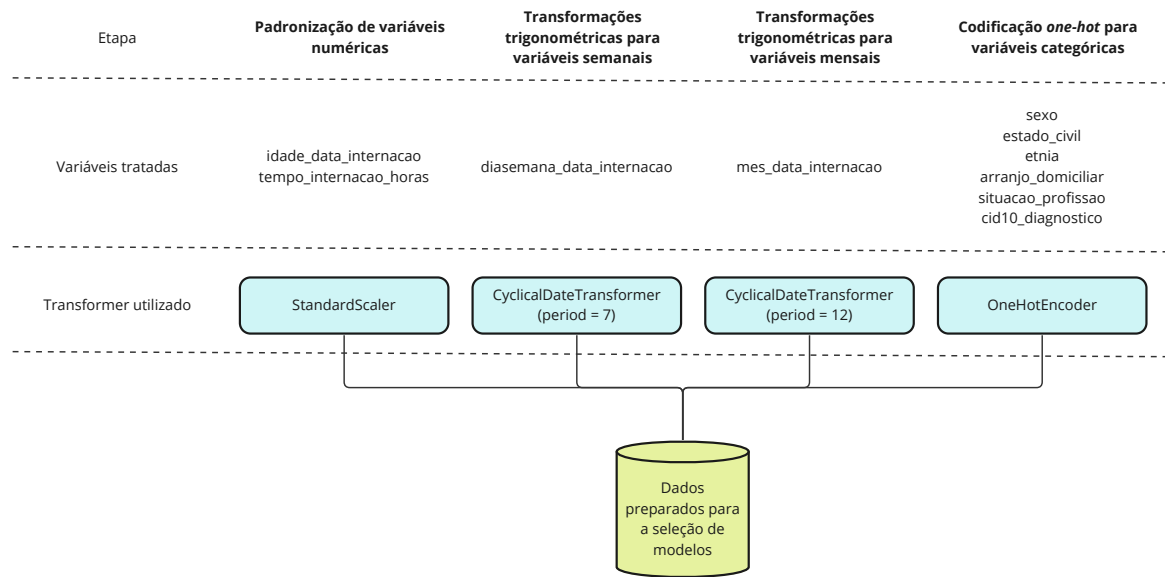 Etapa
Padronização de variáveis
numéricas
Transformações
trigonométricas para
variáveis semanais
Transformações
trigonométricas para
variáveis mensais
Codificação one-hot para
variáveis categóricas
Variáveis tratadas
idade_data_internacao
tempo_internacao_horas
diasemana_data_internacao
mes_data_internacao
sexo
estado_civil
etnia
arranjo_domiciliar
situacao_profissao
cid10_diagnostico
Transformer utilizado
StandardScaler
CyclicalDateTransformer
(period = 7)
CyclicalDateTransformer
(period = 12)
OneHotEncoder
Dados
preparados para
a seleção de
modelos